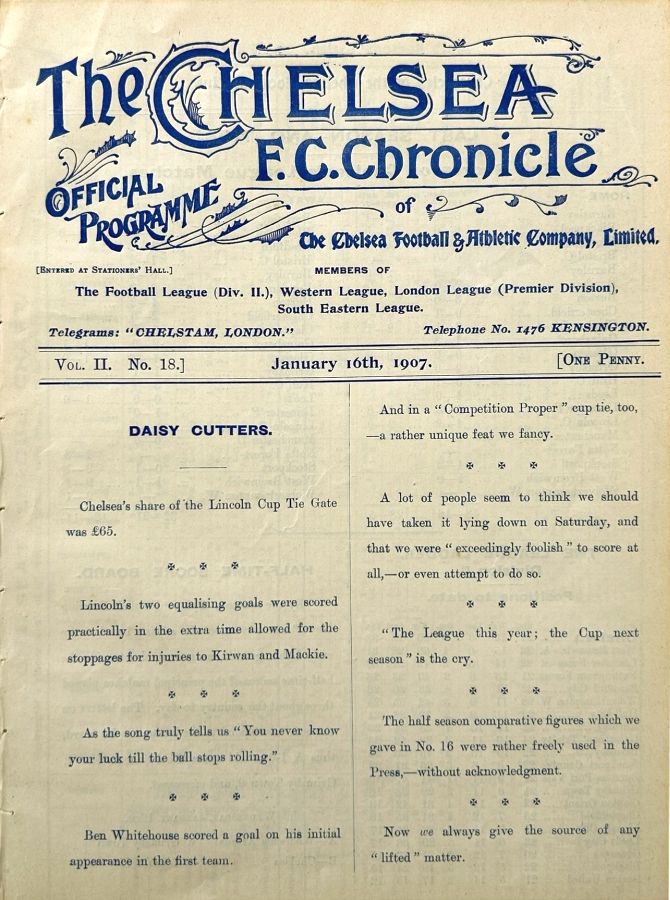 The CHELSEA
F.C. Chronicle
OFFICIAL
PROGRAMME
of
The Chelsea Football & Athletic Company, Limited.
[ENTERED AT STATIONERS' HALL.]
MEMBERS OF
The Football League (Div. II.), Western League, London League (Premier Division),
South Eastern League.
Telegrams: "CHELSTAM, LONDON."
Telephone No. 1476 KENSINGTON.
VOL. II. No. 18.]
January 16th, 1907.
[ONE PENNY.
DAISY CUTTERS.
Chelsea's share of the Lincoln Cup Tie Gate
was £65.
Lincoln's two equalising goals were scored
practically in the extra time allowed for the
stoppages for injuries to Kirwan and Mackie.
As the song truly tells us "You never know
your luck till the ball stops rolling."
Ben Whitehouse scored a goal on his initial
appearance in the first team.
And in a "Competition Proper" cup tie, too,
—a rather unique feat we fancy.
A lot of people seem to think we should
have taken it lying down on Saturday, and
that we were "exceedingly foolish" to score at
all,—or even attempt to do so.
"The League this year; the Cup next
season" is the cry.
The half season comparative figures which we
gave in No. 16 were rather freely used in the
Press,—without acknowledgment.
Now we always give the source of any
"lifted" matter.